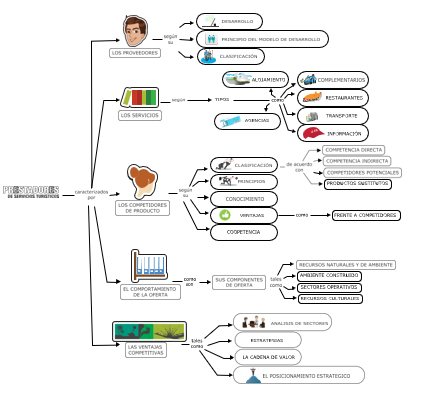 PRESTADORES
DE SERVICIOS TURISTICOS
caracterizados
por
LOS PROVEEDORES
según
su
DESARROLLO
PRINCIPIO DEL MODELO DE DESARROLLO
CLASIFICACIÓN
LOS SERVICIOS
según
TIPOS
como
ALOJAMIENTO
AGENCIAS
COMPLEMENTARIOS
RESTAURANTES
TRANSPORTE
INFORMACIÓN
LOS COMPETIDORES
DE PRODUCTO
según
su
CLASIFICACIÓN
PRINCIPIOS
CONOCIMIENTO
VENTAJAS
COOPETENCIA
de acuerdo
con
COMPETENCIA DIRECTA
COMPETENCIA INDIRECTA
COMPETIDORES POTENCIALES
PRODUCTOS SUSTITUTOS
como
FRENTE A COMPETIDORES
EL COMPORTAMIENTO
DE LA OFERTA
como
son
SUS COMPONENTES
DE OFERTA
tales
como
RECURSOS NATURALES Y DE AMBIENTE
AMBIENTE CONSTRUIDO
SECTORES OPERATIVOS
RECURSOS CULTURALES
LAS VENTAJAS
COMPETITIVAS
tales
como
ANALISIS DE SECTORES
ESTRATEGIAS
LA CADENA DE VALOR
EL POSICIONAMIENTO ESTRATEGICO